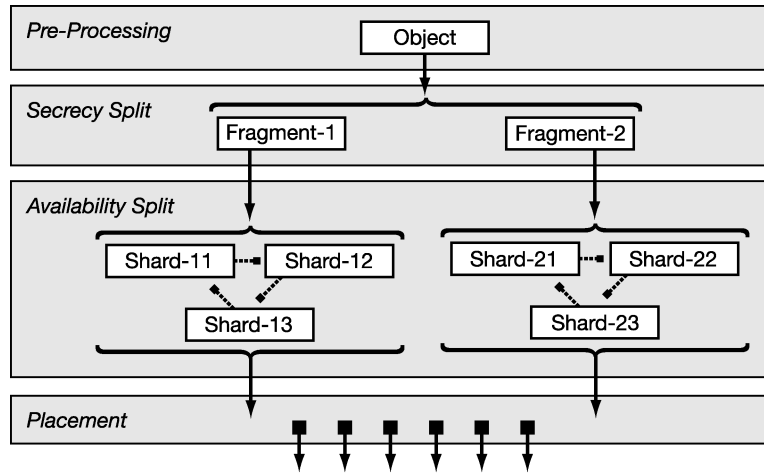 Pre-Processing
Object
Secrecy Split
Fragment-1
Fragment-2
Availability Split
Shard-11
Shard-12
Shard-21
Shard-22
Shard-13
Shard-23
Placement